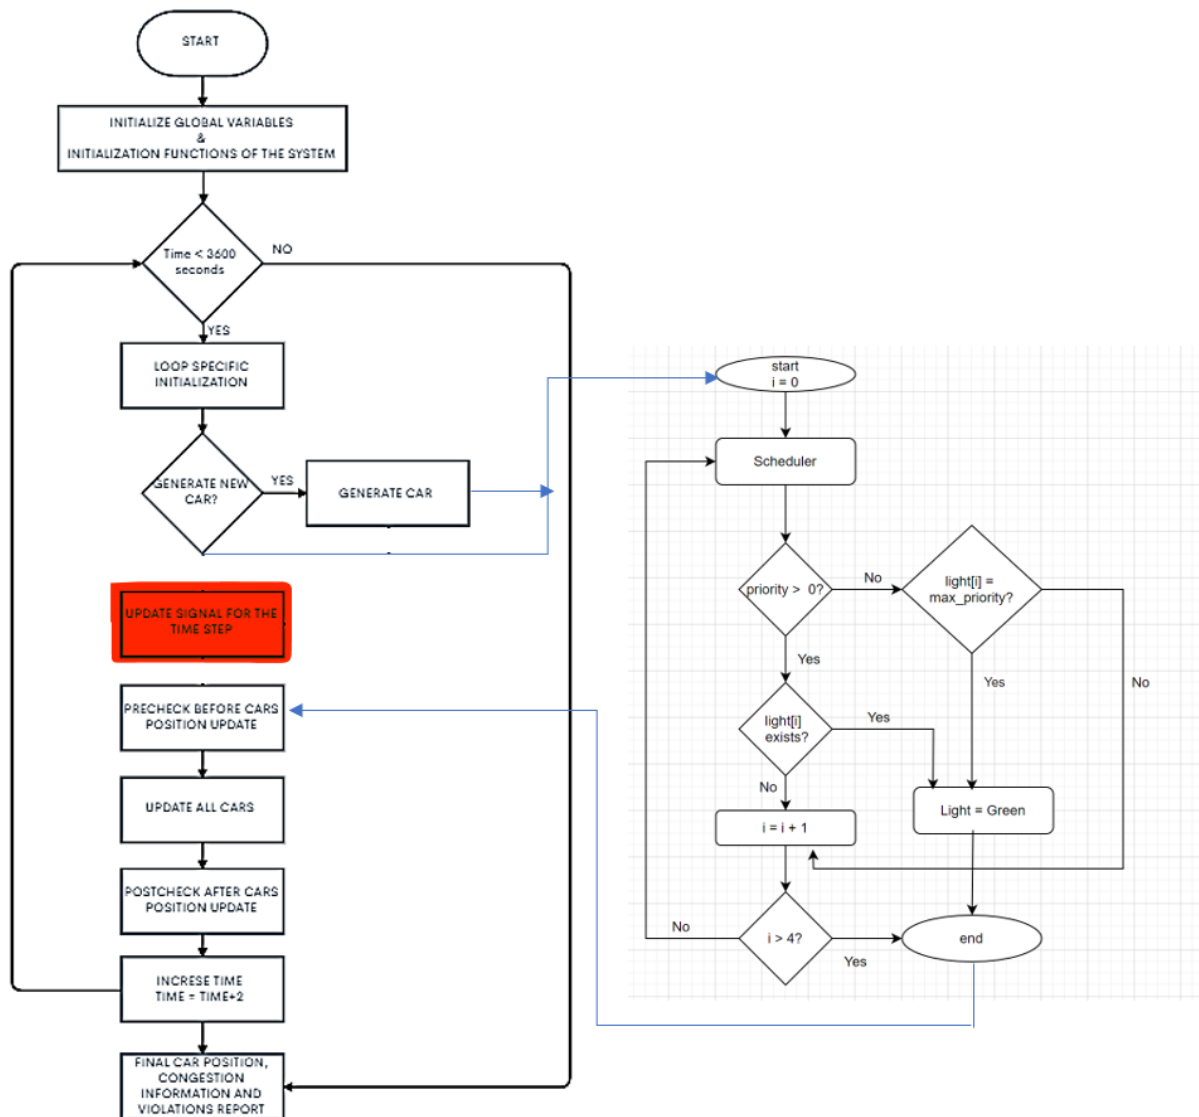 START
INITIALIZE GLOBAL VARIABLES
&
INITIALIZATION FUNCTIONS OF THE SYSTEM
Time < 3600
seconds
NO
YES
LOOP SPECIFIC
INITIALIZATION
GENERATE NEW
CAR?
YES
GENERATE CAR
UPDATE SIGNAL FOR THE
TIME STEP
PRECHECK BEFORE CARS
POSITION UPDATE
UPDATE ALL CARS
POSTCHECK AFTER CARS
POSITION UPDATE
INCRESE TIME
TIME = TIME+2
FINAL CAR POSITION,
CONGESTION
INFORMATION AND
VIOLATIONS REPORT
start
i = 0
Scheduler
priority > 0?
No
light[i] =
max_priority?
Yes
Yes
No
light[i]
exists?
Yes
No
Light = Green
i = i + 1
i > 4?
No
Yes
end